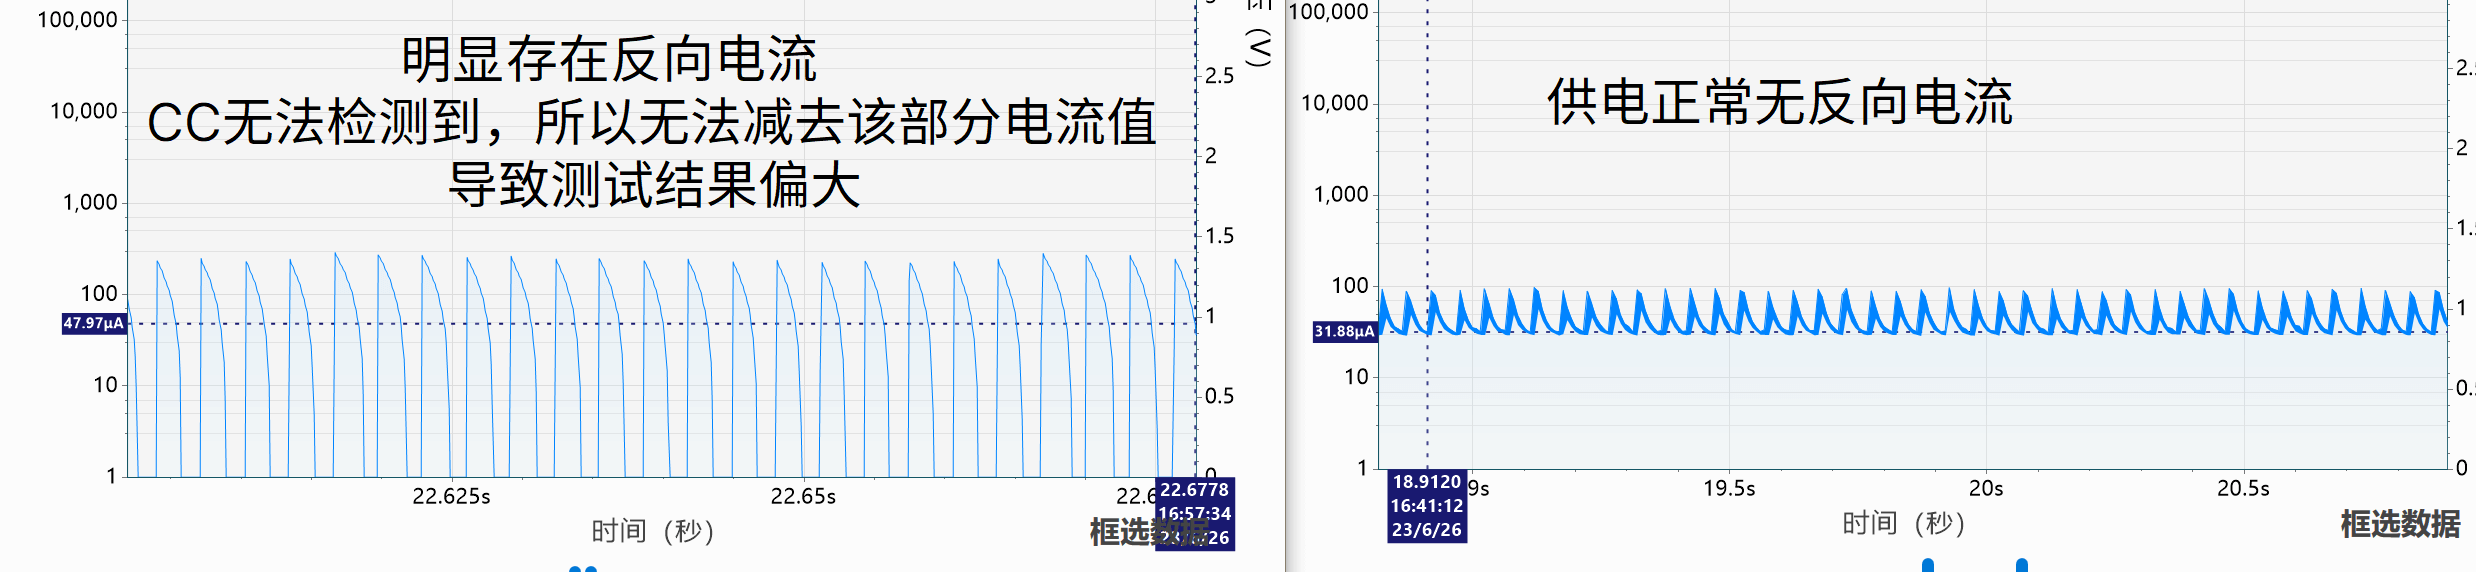 100,000
10,000
1,000
100
47.97μA
10
1
明显存在反向电流
CC无法检测到，所以无法减去该部分电流值
导致测试结果偏大
(V)
2.5
2
1.5
1
0.5
0
22.625s
22.65s
22.6
22.6778
16:57:34
时间（秒）
框选数据
100,000
10,000
1,000
100
31.88μA
10
1
供电正常无反向电流
2.5
2
1.5
1
0.5
0
18.9120
16:41:12
23/6/26
9s
19.5s
20s
20.5s
时间（秒）
框选数据